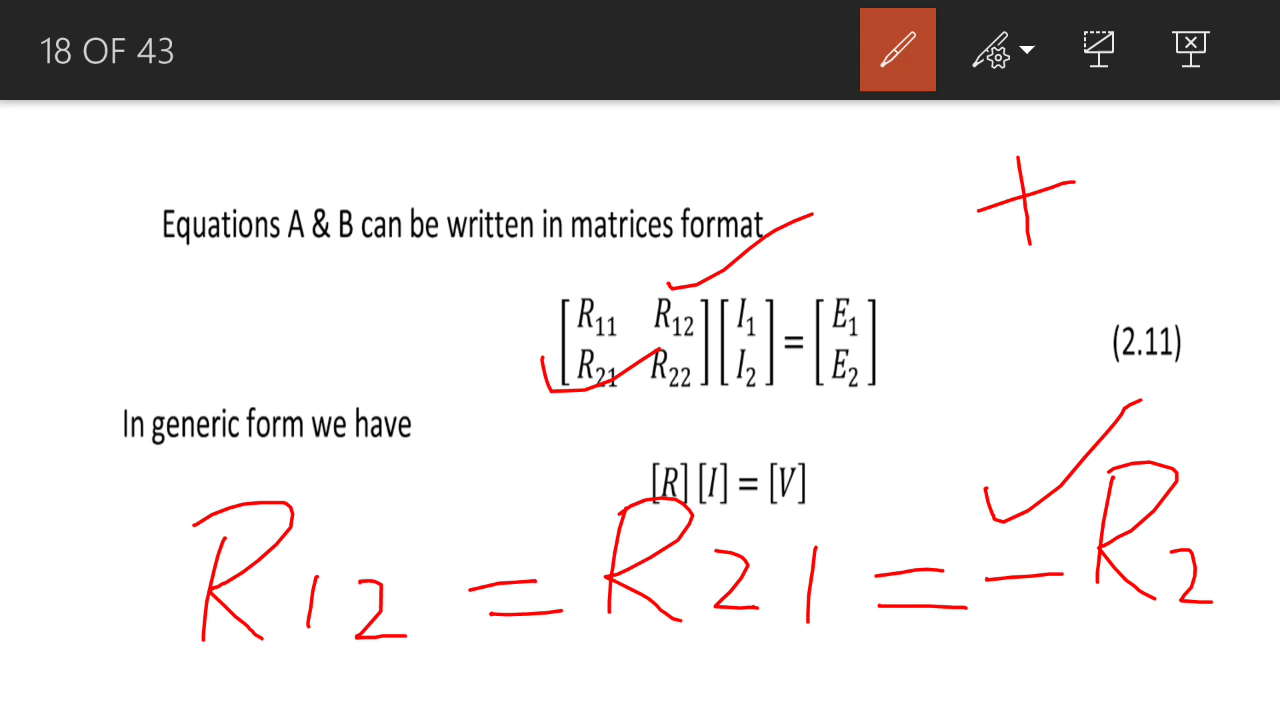 18 OF 43
+
Equations A & B can be written in matrices format
[R₁₁ R₁₂] [I₁] = [E₁]
[R₂₁ R₂₂] [I₂] = [E₂] (2.11)
In generic form we have
[R] [I] = [V]
R12 = R21 = -R2